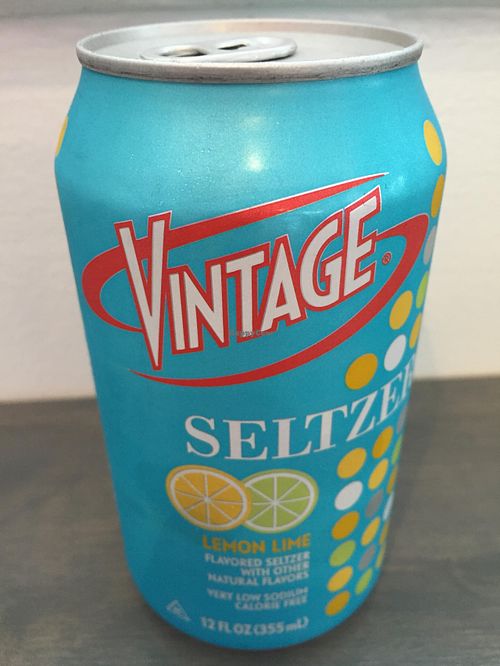 VINTAGE®
SELTZER
LEMON LIME
FLAVORED SELTZER
WITH OTHER
NATURAL FLAVORS
VERY LOW SODIUM
CALORIE FREE
12 FL OZ (355 mL)